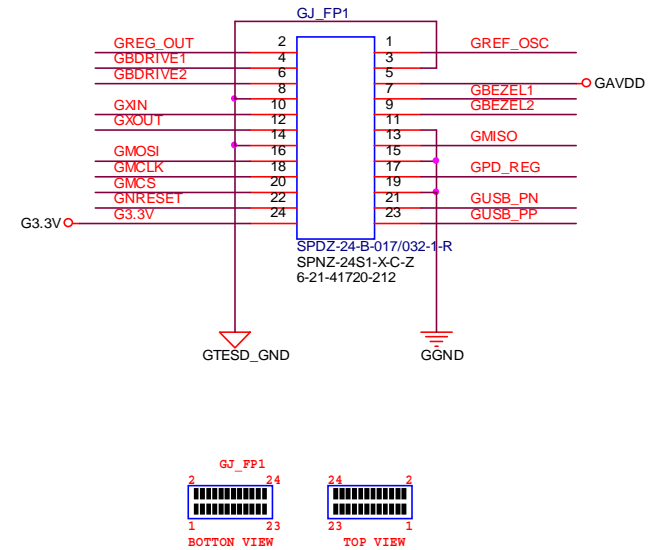 GJ_FP1
GREG_OUT 2 1 GREF_OSC
GBDRIVE1 4 3
GBDRIVE2 6 5 GAVDD
8 7 GBEZEL1
GXIN 10 9 GBEZEL2
GXOUT 12 11
14 13 GMISO
GMOSI 16 15
GMCLK 18 17 GPD_REG
GMCS 20 19
GNRESET 22 21 GUSB_PN
G3.3V G3.3V 24 23 GUSB_PP
SPDZ-24-B-017/032-1-R
SPNZ-24S1-X-C-Z
6-21-41720-212
GTESD_GND GGND
GJ_FP1
2 24 24 2
1 23 23 1
BOTTON VIEW TOP VIEW